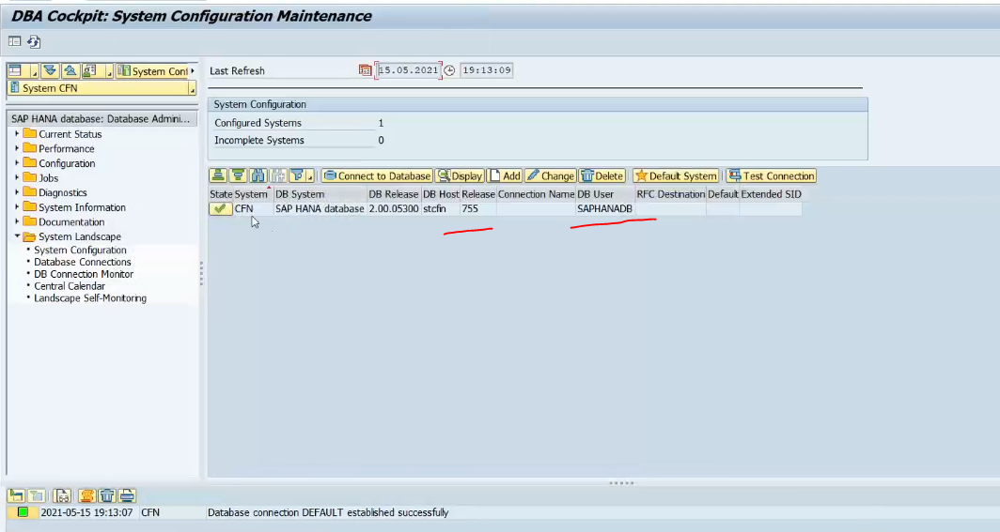 DBA Cockpit: System Configuration Maintenance
System Conf
System CFN
SAP HANA database: Database Admini...
Current Status
Performance
Configuration
Jobs
Diagnostics
System Information
Documentation
System Landscape
System Configuration
Database Connections
DB Connection Monitor
Central Calendar
Landscape Self-Monitoring
Last Refresh 15.05.2021 19:13:09
System Configuration
Configured Systems 1
Incomplete Systems 0
Connect to Database Display Add Change Delete Default System Test Connection
State System DB System DB Release DB Host Release Connection Name DB User RFC Destination Default Extended SID
CFN SAP HANA database 2.00.05300 stcfin 755 SAPHANADB
2021-05-15 19:13:07 CFN Database connection DEFAULT established successfully